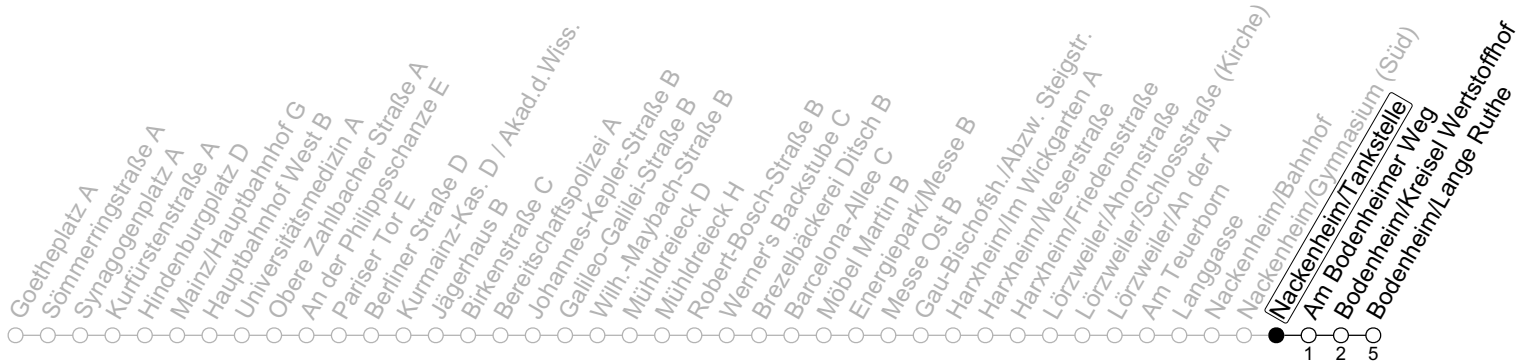 Goetheplatz A
Sömmerringstraße A
Synagogenplatz A
Kurfürstenstraße A
Hindenburgplatz D
Mainz/Hauptbahnhof G
Hauptbahnhof West B
Universitätsmedizin A
Obere Zahlbacher Straße A
An der Philippsschanze E
Pariser Tor E
Berliner Straße D
Kurmainz-Kas. D / Akad.d.Wiss.
Jägerhaus B
Birkenstraße C
Bereitschaftspolizei A
Johannes-Kepler-Straße B
Galileo-Galilei-Straße B
Wilh.-Maybach-Straße B
Mühldreieck D
Mühldreieck H
Robert-Bosch-Straße B
Werner's Backstube C
Brezelbäckerei Ditsch B
Barcelona-Allee C
Möbel Martin B
Energiepark/Messe B
Messe Ost B
Gau-Bischofsh./Abzw. Steigstr.
Harxheim/Im Wickgarten A
Harxheim/Weserstraße
Harxheim/Friedensstraße
Lörzweiler/Ahornstraße
Lörzweiler/Schlossstraße (Kirche)
Lörzweiler/An der Au
Am Teuerborn
Langgasse
Nackenheim/Bahnhof
Nackenheim/Gymnasium (Süd)
Nackenheim/Tankstelle
Am Bodenheimer Weg
Bodenheim/Kreisel Wertstoffhof
Bodenheim/Lange Ruthe
1 2 5